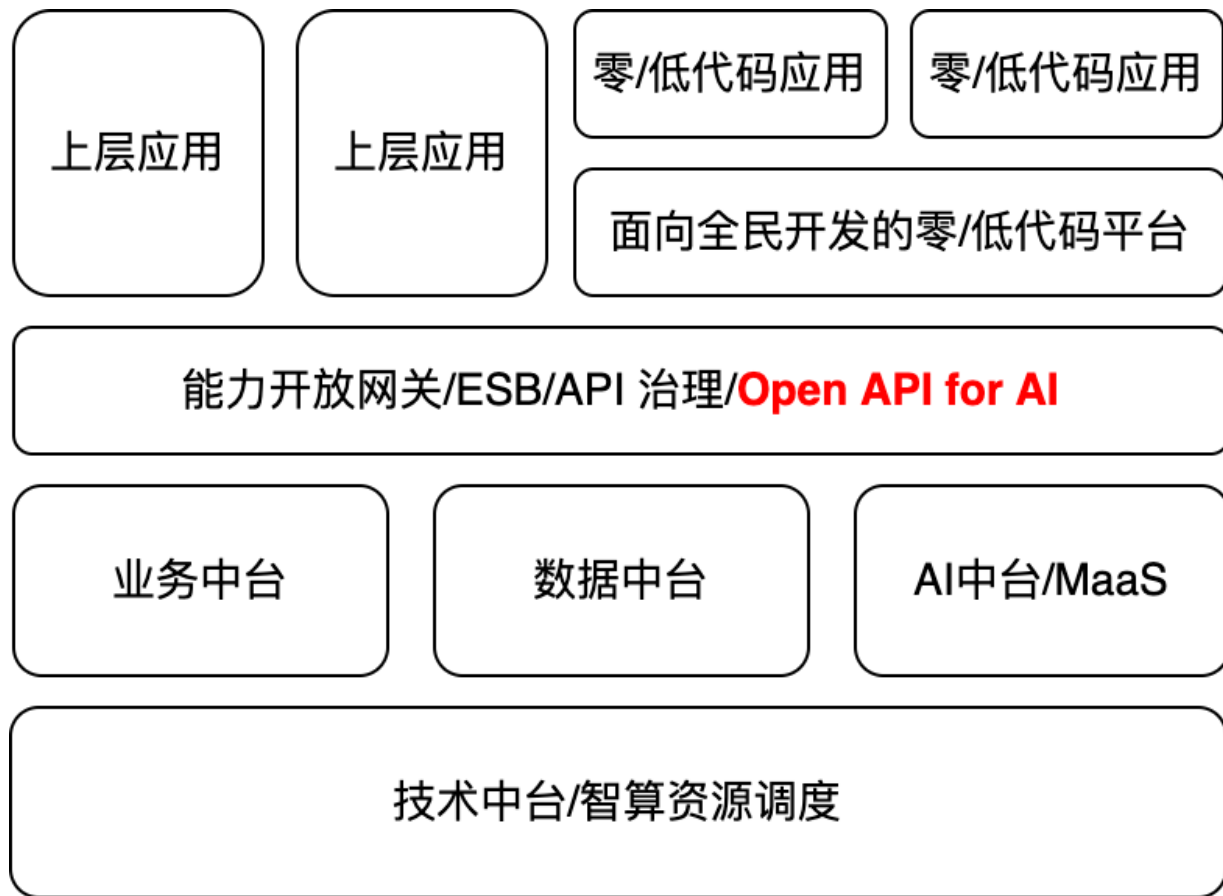 上层应用
上层应用
零/低代码应用
零/低代码应用
面向全民开发的零/低代码平台
能力开放网关/ESB/API 治理/Open API for AI
业务中台
数据中台
AI中台/MaaS
技术中台/智算资源调度